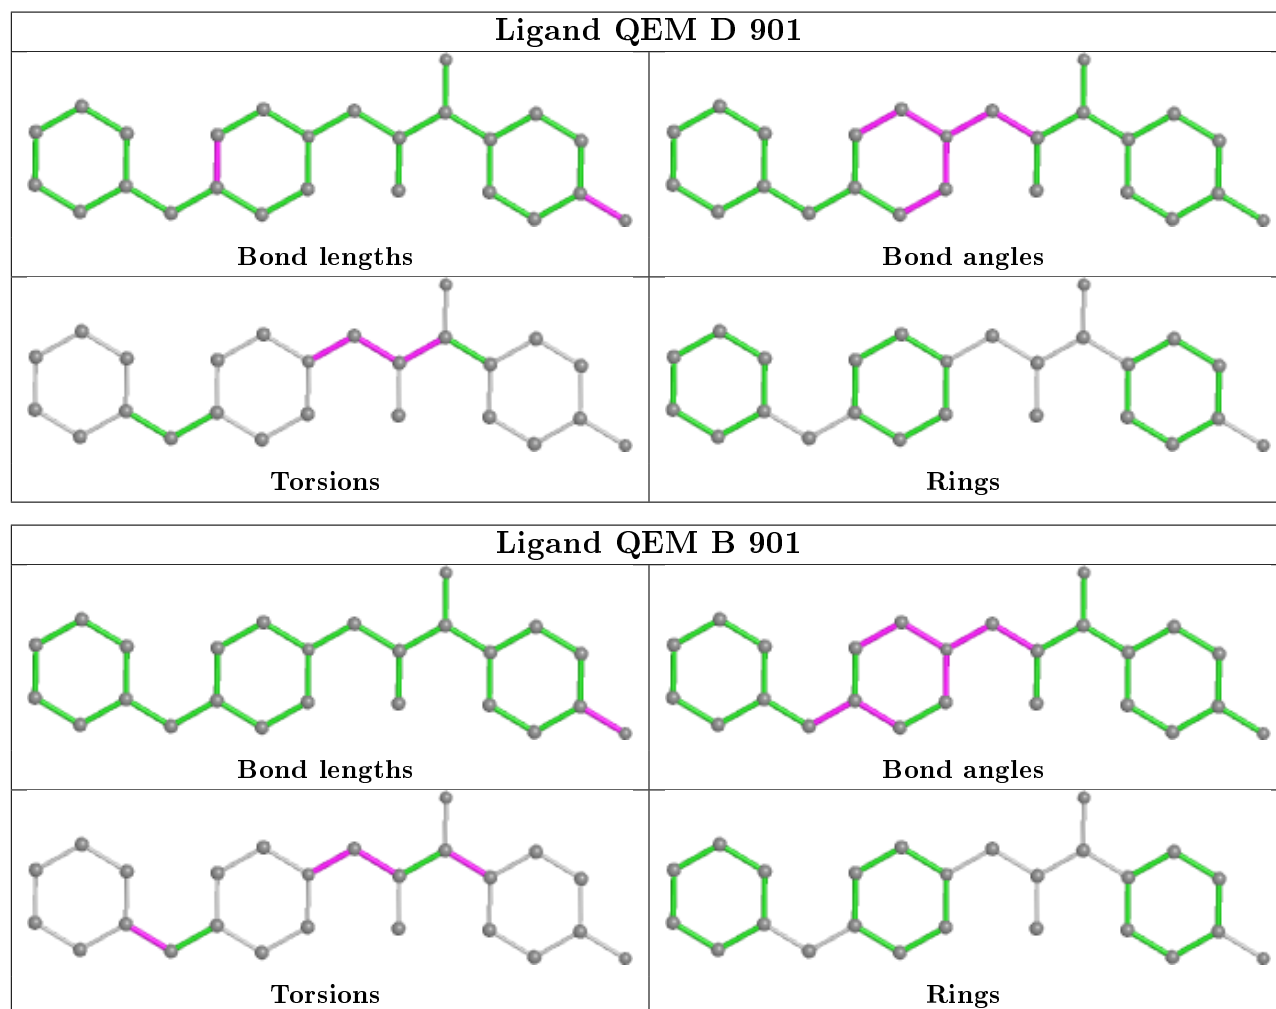 Ligand QEM D 901
Bond lengths
Bond angles
Torsions
Rings
Ligand QEM B 901
Bond lengths
Bond angles
Torsions
Rings